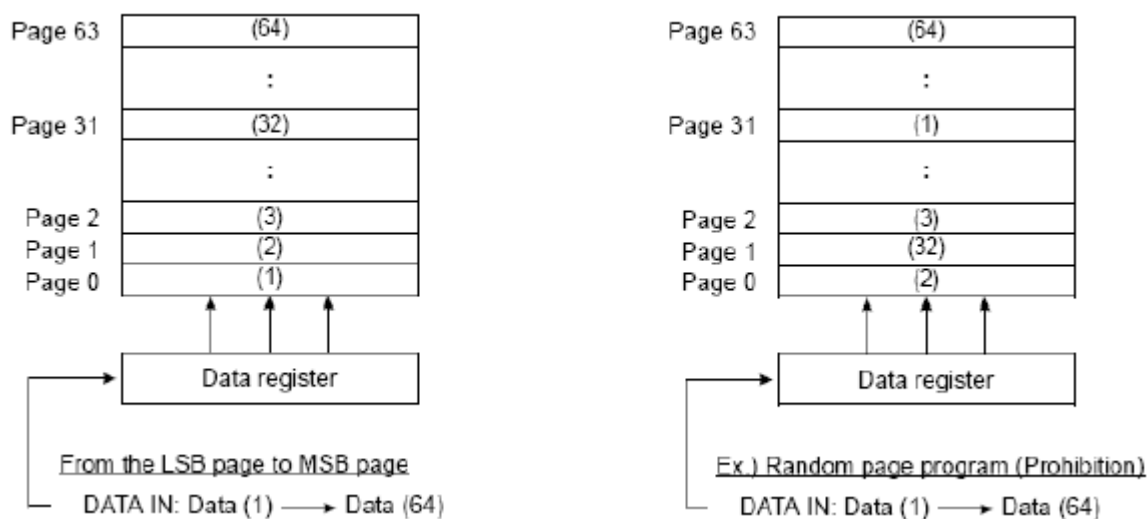 Page 63 (64)
:
Page 31 (32)
:
Page 2 (3)
Page 1 (2)
Page 0 (1)
Data register
From the LSB page to MSB page
DATA IN: Data (1) → Data (64)
Page 63 (64)
:
Page 31 (1)
:
Page 2 (3)
Page 1 (32)
Page 0 (2)
Data register
Ex.) Random page program (Prohibition)
DATA IN: Data (1) → Data (64)